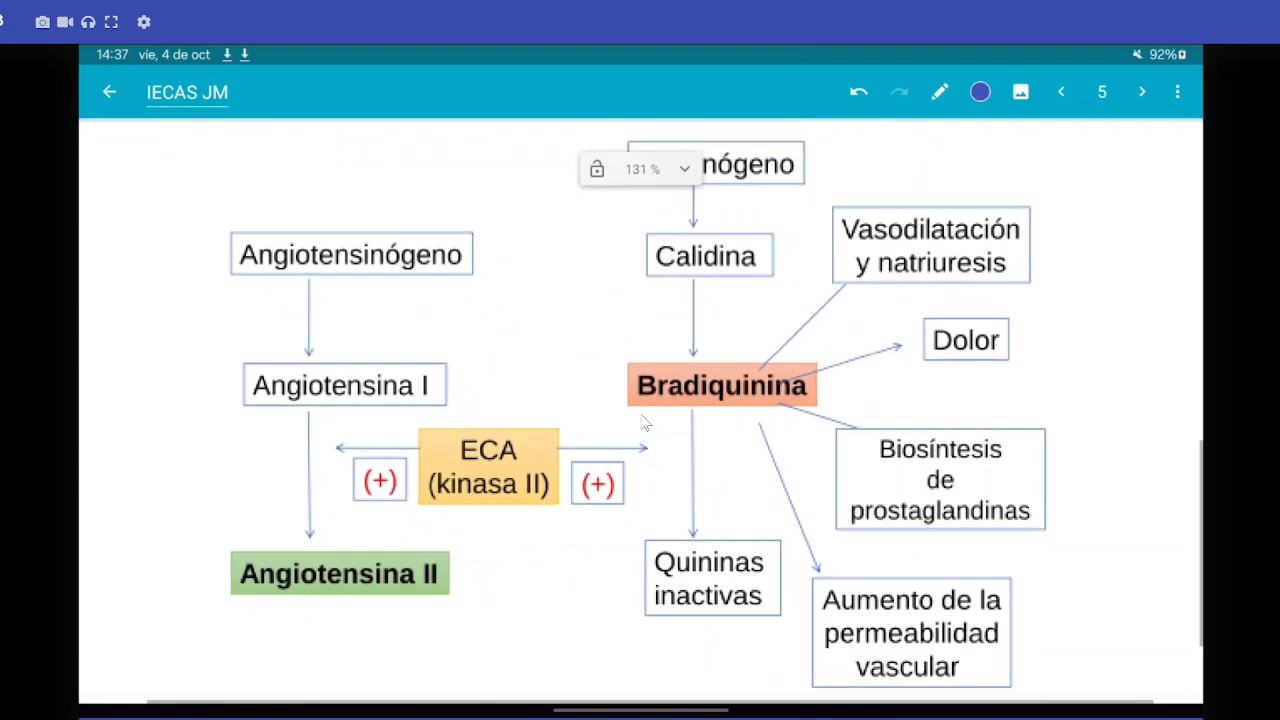 14:37 vie, 4 de oct
92%
IECAS JM
5
131 %
nógeno
Angiotensinógeno
Calidina
Vasodilatación
y natriuresis
Dolor
Angiotensina I
Bradiquinina
ECA
(kinasa II)
(+)
(+)
Biosíntesis
de
prostaglandinas
Angiotensina II
Quininas
inactivas
Aumento de la
permeabilidad
vascular